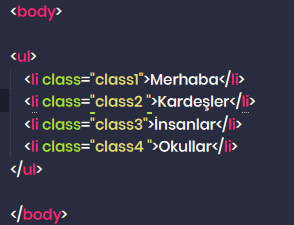 <body>
<ul>
<li class="class1">Merhaba</li>
<li class="class2 ">Kardeşler</li>
<li class="class3">İnsanlar</li>
<li class="class4 ">Okullar</li>
</ul>
</body>